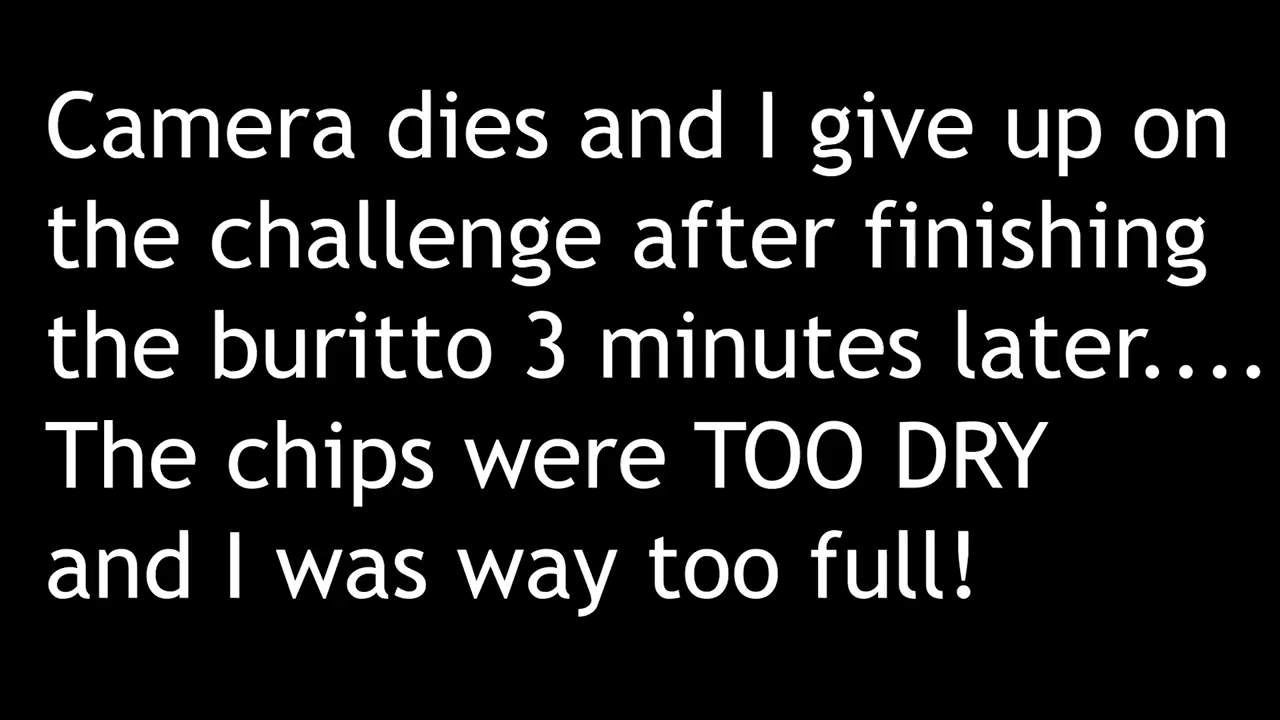 Camera dies and I give up on
the challenge after finishing
the buritto 3 minutes later....
The chips were TOO DRY
and I was way too full!